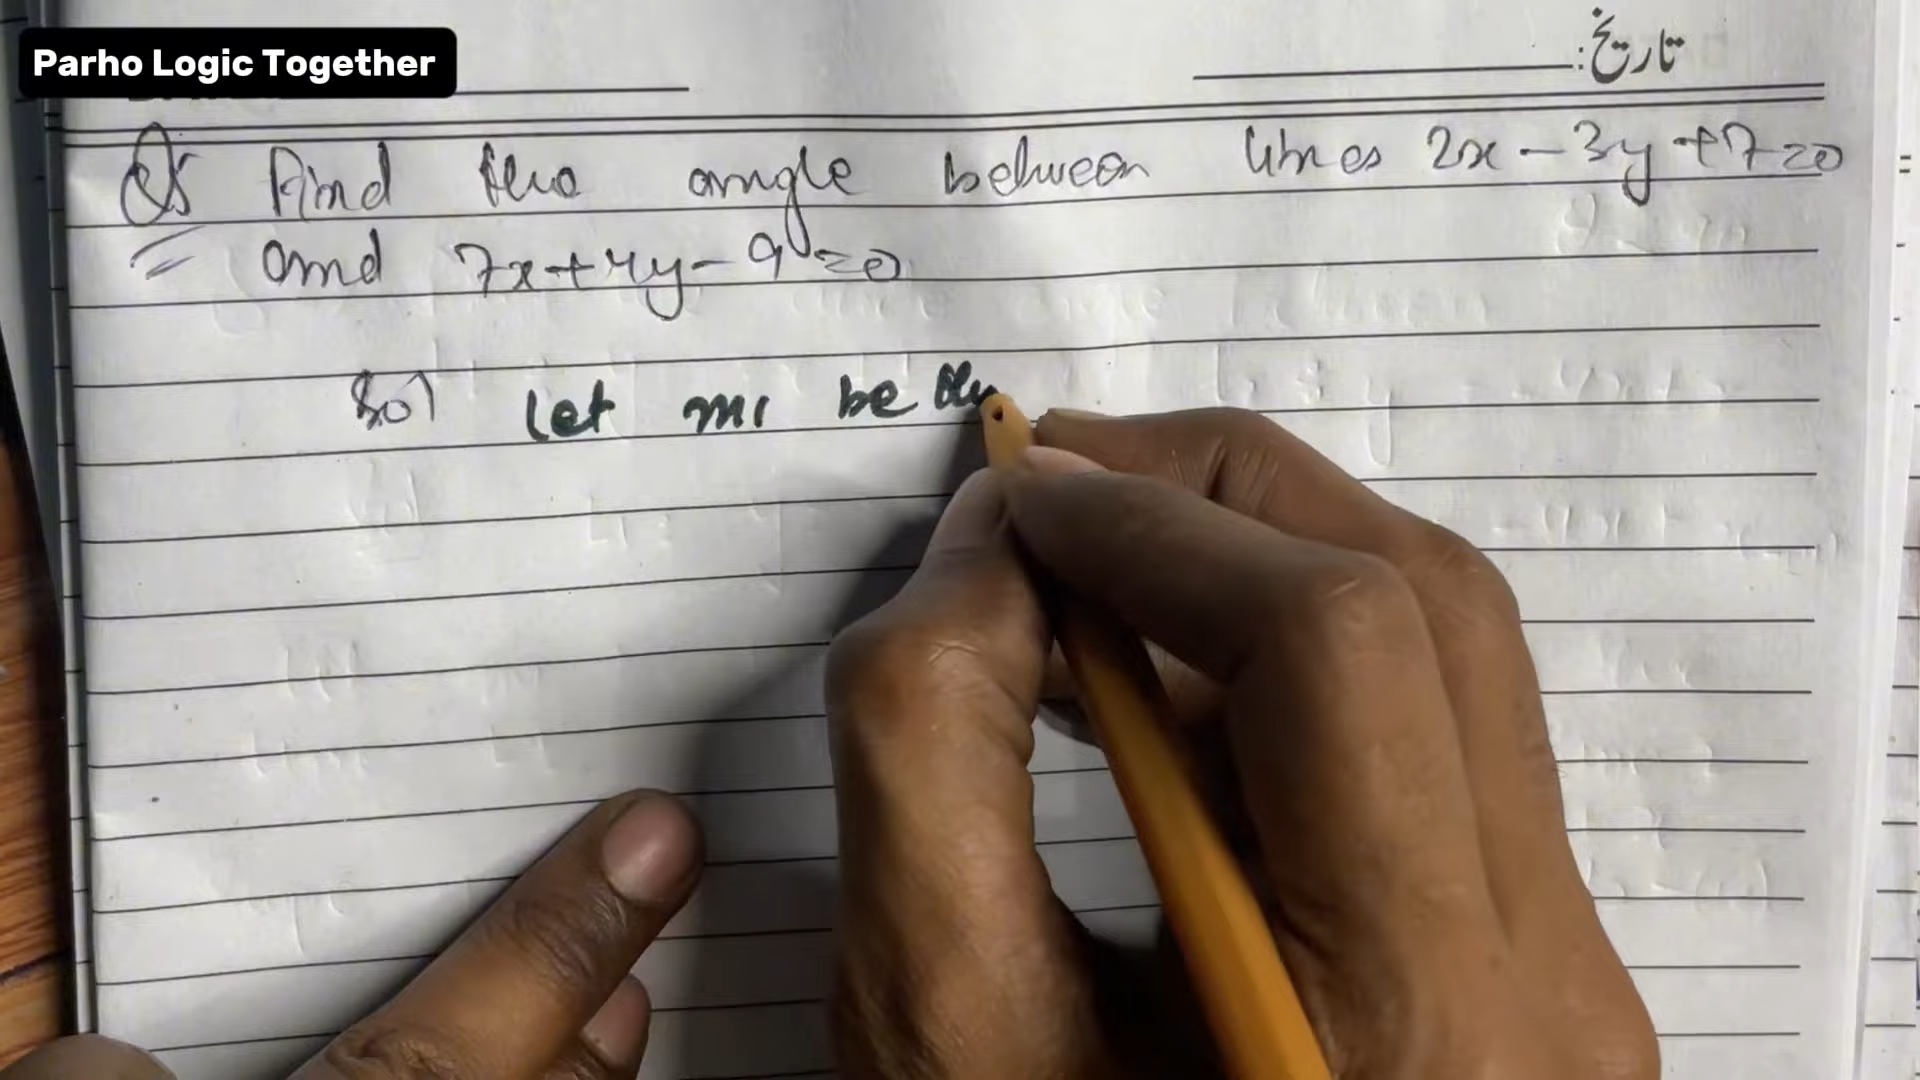 Parho Logic Together
تاریخ:
Q5 Find the angle between lines 2x - 3y + 7 = 0
and 7x + 4y - 9 = 0
Sol Let m1 be the